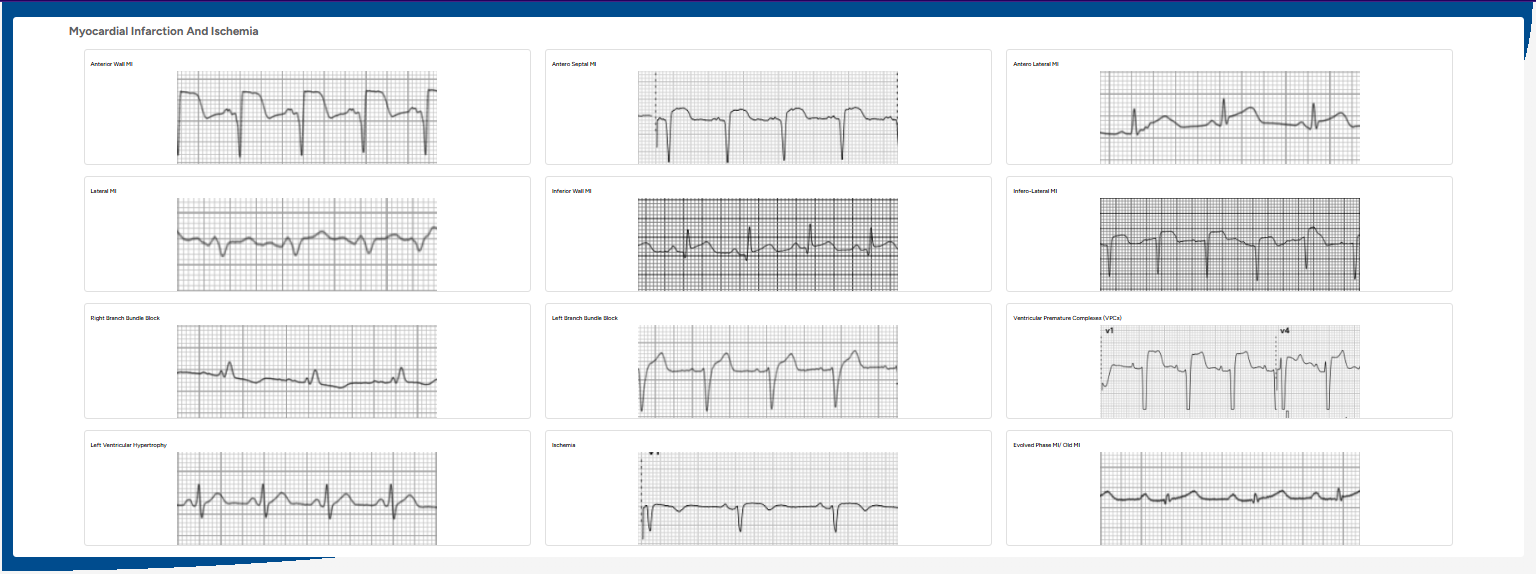 Myocardial Infarction And Ischemia
Anterior Wall MI
Antero Septal MI
Antero Lateral MI
Lateral MI
Inferior Wall MI
Infero-Lateral MI
Right Branch Bundle Block
Left Branch Bundle Block
Ventricular Premature Complexes (VPCs)
v1
v4
Left Ventricular Hypertrophy
Ischemia
Evolved Phase MI/ Old MI